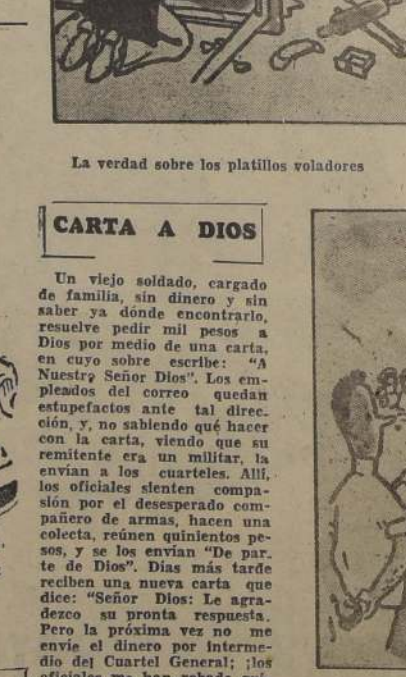 La verdad sobre los platillos voladores
CARTA A DIOS
Un viejo soldado, cargado
de familia, sin dinero y sin
saber ya dónde encontrarlo,
resuelve pedir mil pesos a
Dios por medio de una carta,
en cuyo sobre escribe: "A
Nuestro Señor Dios". Los em-
pleados del correo quedan
estupefactos ante tal direc-
ción, y, no sabiendo qué hacer
con la carta, viendo que su
remitente era un militar, la
envían a los cuarteles. Allí,
los oficiales sienten compa-
sión por el desesperado com-
pañero de armas, hacen una
colecta, reúnen quinientos pe-
sos, y se los envían "De par-
te de Dios". Días más tarde
reciben una nueva carta que
dice: "Señor Dios: Le agra-
dezco su pronta respuesta.
Pero la próxima vez no me
envíe el dinero por interme-
dio del Cuartel General; ¡los
oficiales me han robado